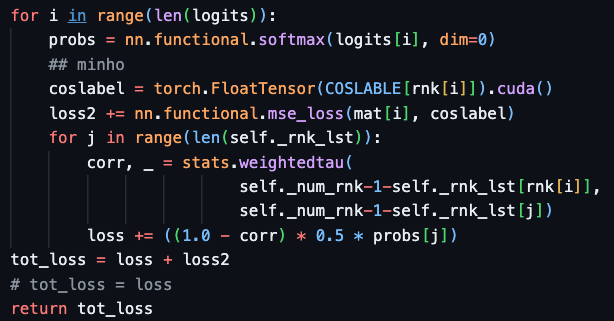 for i in range(len(logits)):
    probs = nn.functional.softmax(logits[i], dim=0)
    ## minho
    coslabel = torch.FloatTensor(COSLABLE[rnk[i]]).cuda()
    loss2 += nn.functional.mse_loss(mat[i], coslabel)
    for j in range(len(self._rnk_lst)):
        corr, _ = stats.weightedtau(
                        self._num_rnk-1-self._rnk_lst[rnk[i]],
                        self._num_rnk-1-self._rnk_lst[j])
        loss += ((1.0 - corr) * 0.5 * probs[j])
tot_loss = loss + loss2
# tot_loss = loss
return tot_loss